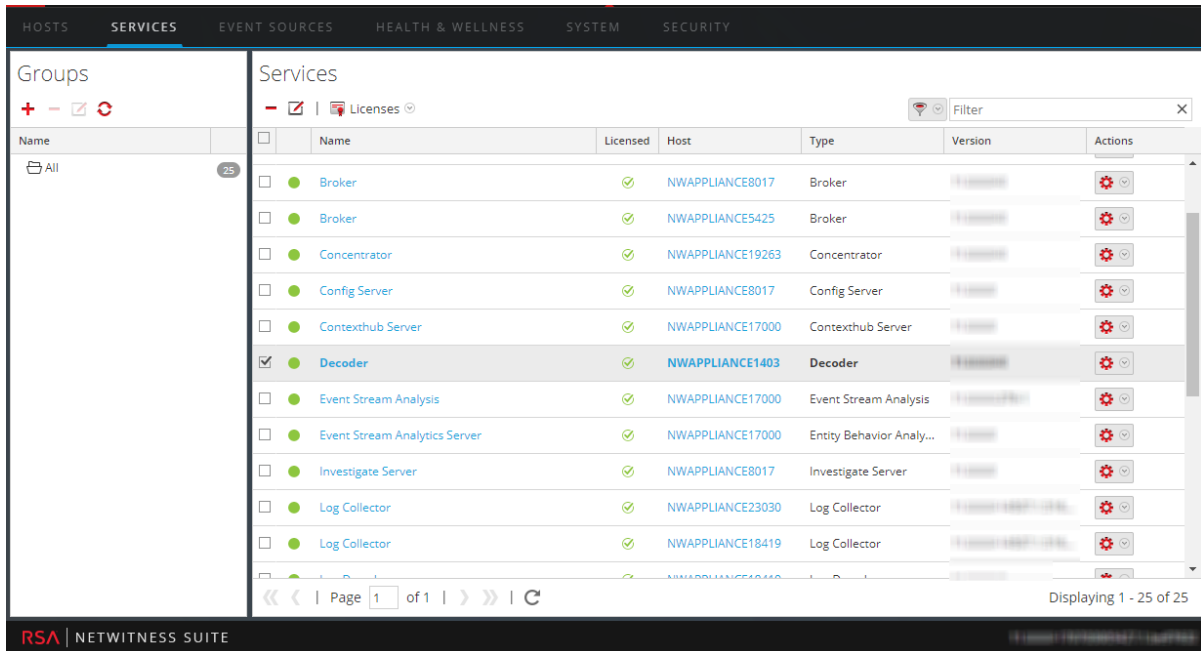 HOSTS SERVICES EVENT SOURCES HEALTH & WELLNESS SYSTEM SECURITY
Groups
Name
All 25
Services
Licenses Filter
Name Licensed Host Type Version Actions
Broker NWAPPLIANCE8017 Broker
Broker NWAPPLIANCE5425 Broker
Concentrator NWAPPLIANCE19263 Concentrator
Config Server NWAPPLIANCE8017 Config Server
Contexthub Server NWAPPLIANCE17000 Contexthub Server
Decoder NWAPPLIANCE1403 Decoder
Event Stream Analysis NWAPPLIANCE17000 Event Stream Analysis
Event Stream Analytics Server NWAPPLIANCE17000 Entity Behavior Analy...
Investigate Server NWAPPLIANCE8017 Investigate Server
Log Collector NWAPPLIANCE23030 Log Collector
Log Collector NWAPPLIANCE18419 Log Collector
Page 1 of 1 Displaying 1 - 25 of 25
RSA NETWITNESS SUITE